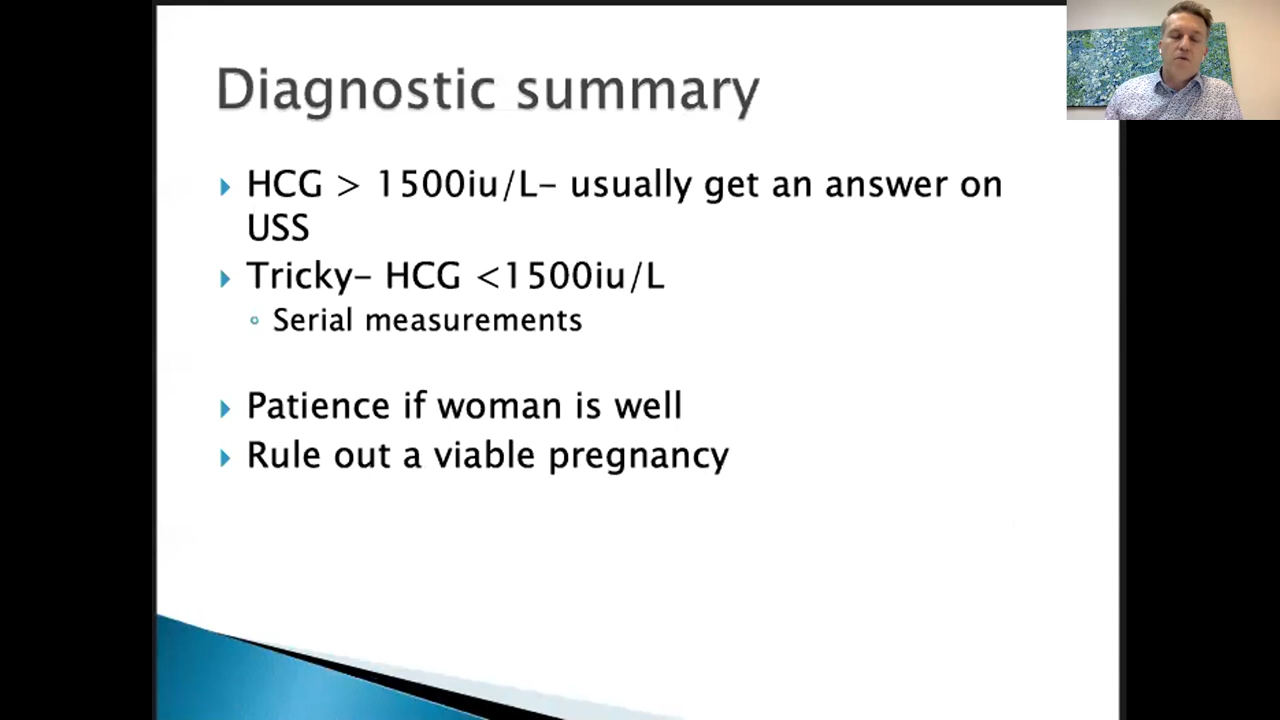 Diagnostic summary
HCG > 1500iu/L– usually get an answer on
USS
Tricky– HCG <1500iu/L
Serial measurements
Patience if woman is well
Rule out a viable pregnancy